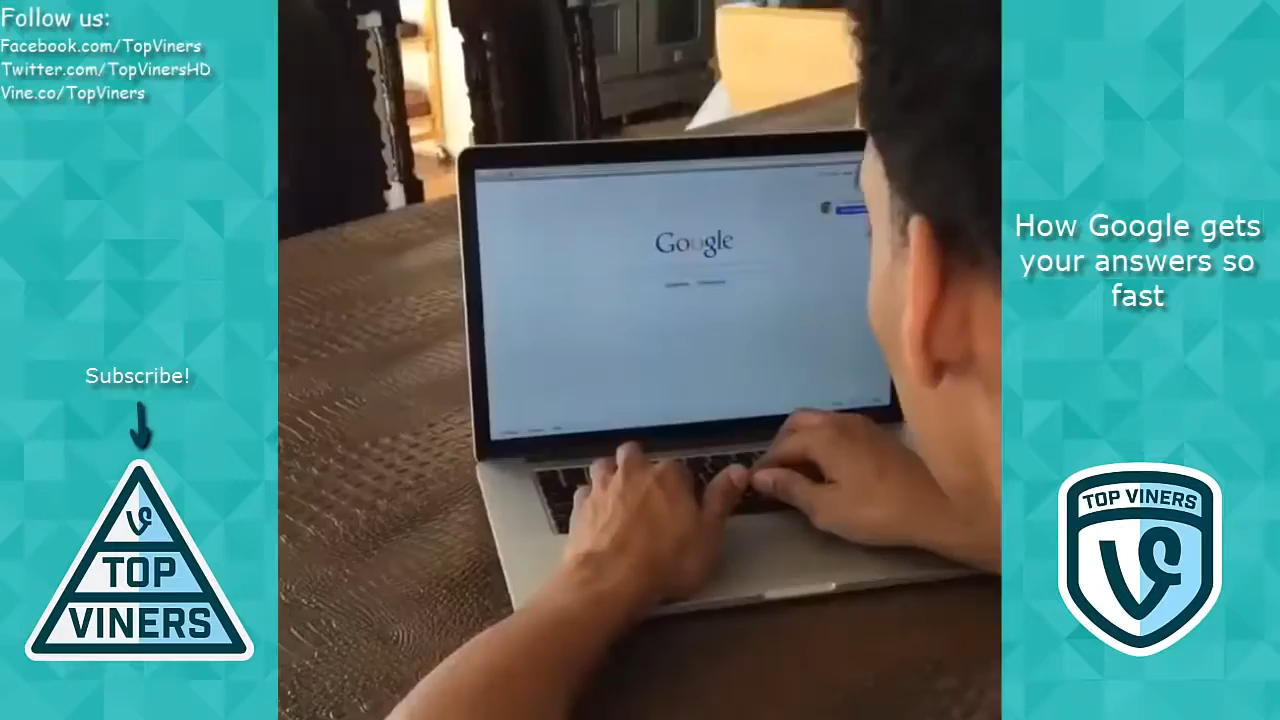 Follow us:
Facebook.com/TopViners
Twitter.com/TopVinersHD
Vine.co/TopViners
Google
How Google gets
your answers so
fast
Subscribe!
TOP
VINERS
TOP VINERS